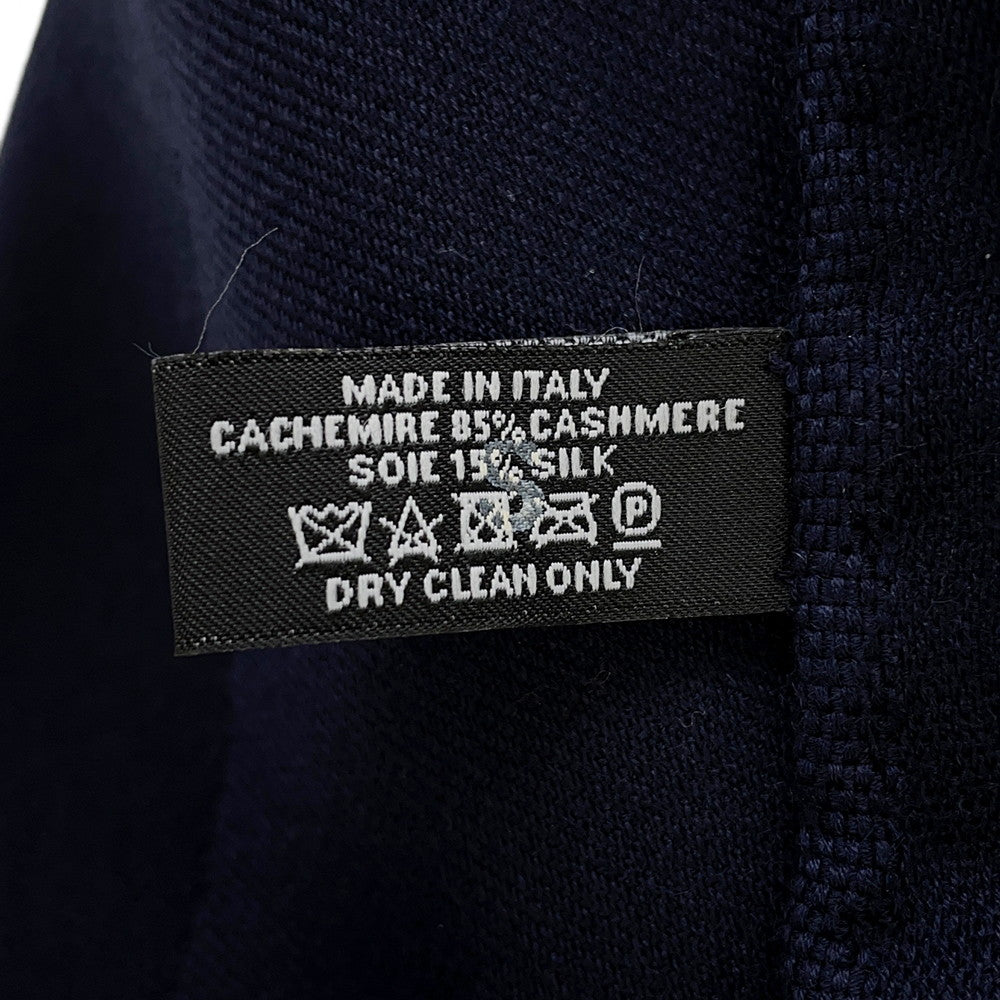 MADE IN ITALY
CACHEMIRE 85% CASHMERE
SOIE 15% SILK
S
P
DRY CLEAN ONLY